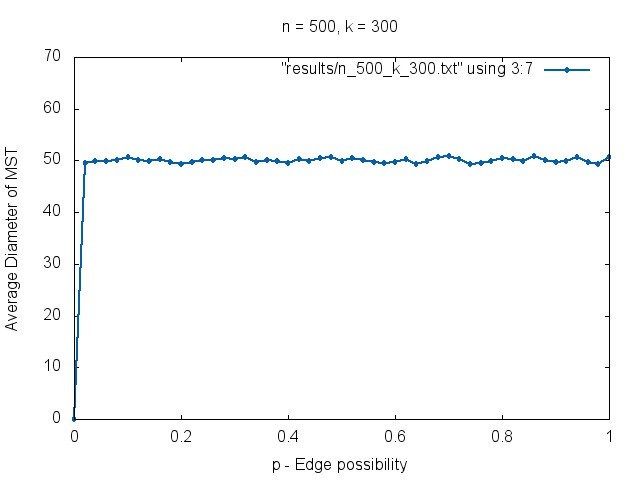 n = 500, k = 300
"results/n_500_k_300.txt" using 3:7
70
60
50
40
30
20
10
0
Average Diameter of MST
0 0.2 0.4 0.6 0.8 1
p - Edge possibility